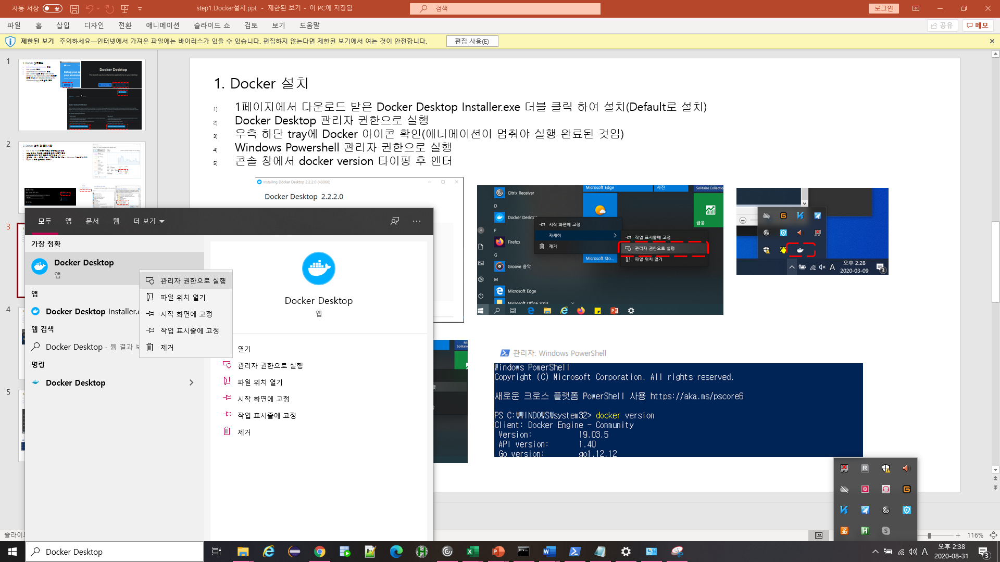 자동 저장 끔
step1.Docker설치.ppt - 제한된 보기 - 이 PC에 저장됨
검색
로그인
파일 홈 삽입 디자인 전환 애니메이션 슬라이드 쇼 검토 보기 도움말
공유 메모
제한된 보기 주의하세요—인터넷에서 가져온 파일에는 바이러스가 있을 수 있습니다. 편집하지 않는다면 제한된 보기에서 여는 것이 안전합니다.
편집 사용(E)
1
Docker Desktop
2
3
4
5
1. Docker 설치
1) 1페이지에서 다운로드 받은 Docker Desktop Installer.exe 더블 클릭 하여 설치(Default로 설치)
2) Docker Desktop 관리자 권한으로 실행
3) 우측 하단 tray에 Docker 아이콘 확인(애니메이션이 멈춰야 실행 완료된 것임)
4) Windows Powershell 관리자 권한으로 실행
5) 콘솔 창에서 docker version 타이핑 후 엔터
Installing Docker Desktop 2.2.2.0 (43066)
Docker Desktop 2.2.2.0
Citrix Receiver
D
Docker Desktop
F
Firefox
G
Groove 음악
M
Microsoft Edge
Microsoft Office 2013
Microsoft Edge
사진
Solitaire Collection
금융
시작 화면에 고정
자세히
제거
작업 표시줄에 고정
관리자 권한으로 실행
파일 위치 열기
Microsoft Sto...
오후 2:28
2020-03-09
A
3
관리자: Windows PowerShell
Windows PowerShell
Copyright (C) Microsoft Corporation. All rights reserved.
새로운 크로스 플랫폼 PowerShell 사용 https://aka.ms/pscore6
PS C:₩WINDOWS₩system32> docker version
Client: Docker Engine - Community
Version: 19.03.5
API version: 1.40
Go version: go1.12.12
모두 앱 문서 웹 더 보기
가장 정확
Docker Desktop
앱
앱
Docker Desktop Installer.e
웹 검색
Docker Desktop - 웹 결과 보
명령
Docker Desktop
관리자 권한으로 실행
파일 위치 열기
시작 화면에 고정
작업 표시줄에 고정
제거
Docker Desktop
앱
열기
관리자 권한으로 실행
파일 위치 열기
시작 화면에 고정
작업 표시줄에 고정
제거
슬라이드
116%
Docker Desktop
A
오후 2:38
2020-08-31
3